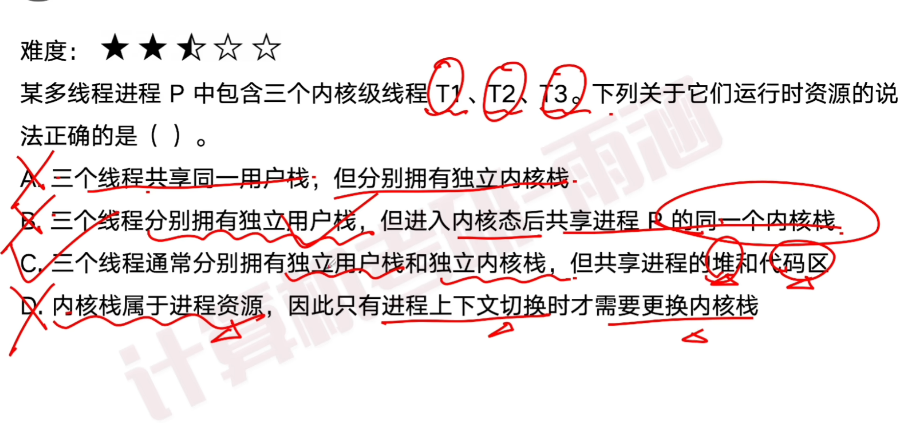 难度：★★⯪☆☆
某多线程进程 P 中包含三个内核级线程 T1、T2、T3。下列关于它们运行时资源的说
法正确的是（ ）。
A. 三个线程共享同一用户栈，但分别拥有独立内核栈
B. 三个线程分别拥有独立用户栈，但进入内核态后共享进程 P 的同一个内核栈
C. 三个线程通常分别拥有独立用户栈和独立内核栈，但共享进程的堆和代码区
D. 内核栈属于进程资源，因此只有进程上下文切换时才需要更换内核栈